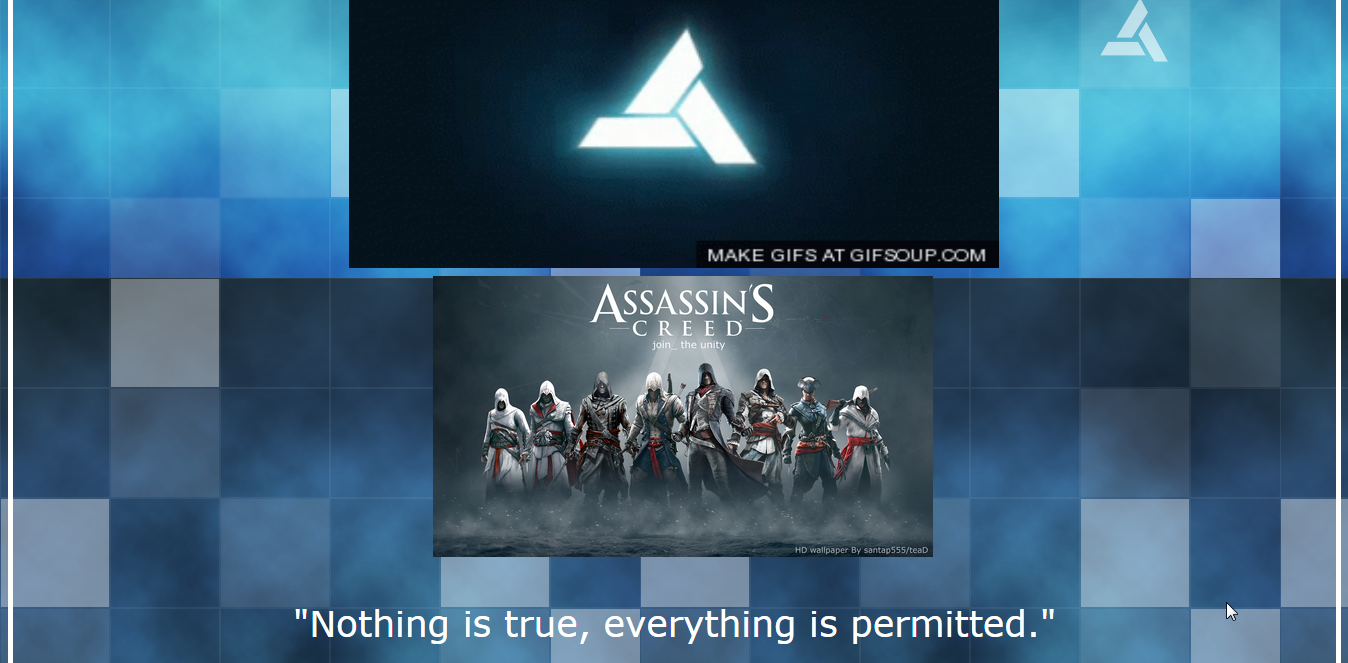 MAKE GIFS AT GIFSOUP.COM
ASSASSIN'S
CREED
join_ the unity
HD wallpaper By santap555/teaD
"Nothing is true, everything is permitted."